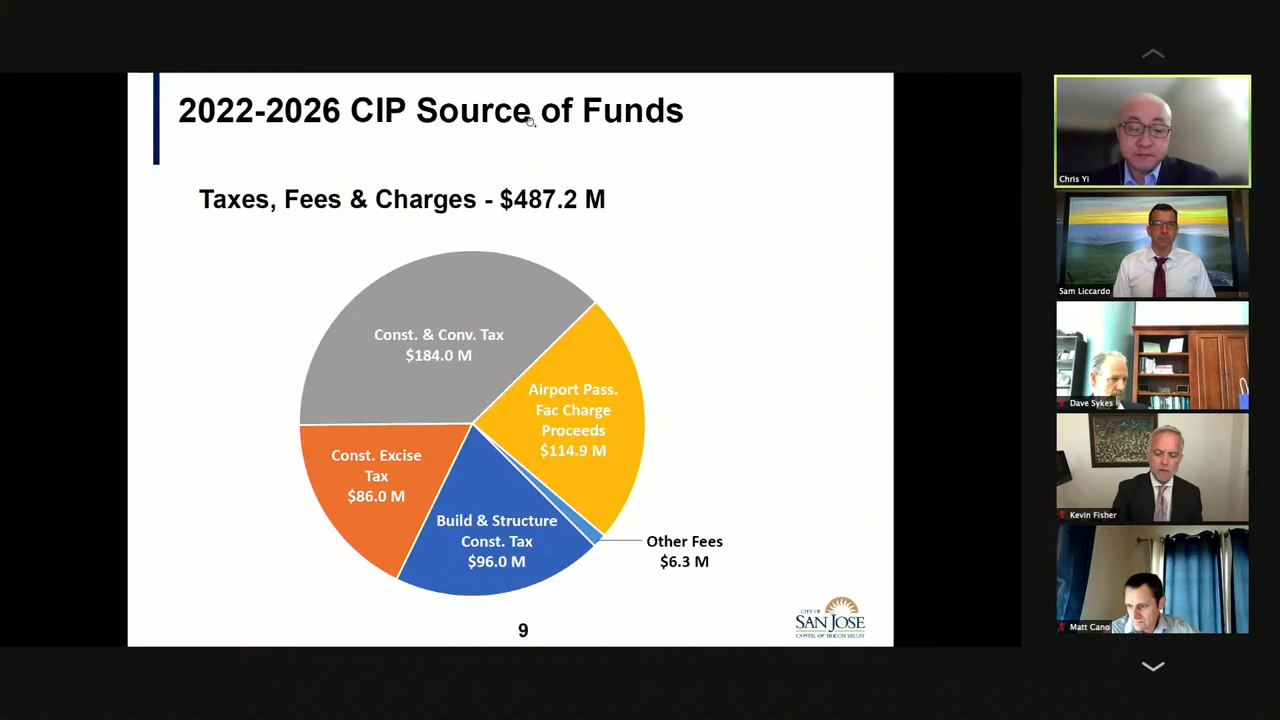 2022-2026 CIP Source of Funds
Taxes, Fees & Charges - $487.2 M
Const. & Conv. Tax
$184.0 M
Airport Pass.
Fac Charge
Proceeds
$114.9 M
Const. Excise
Tax
$86.0 M
Build & Structure
Const. Tax
$96.0 M
Other Fees
$6.3 M
9
CITY OF
SAN JOSE
CAPITAL OF SILICON VALLEY
Chris Yi
Sam Liccardo
Dave Sykes
Kevin Fisher
Matt Cano